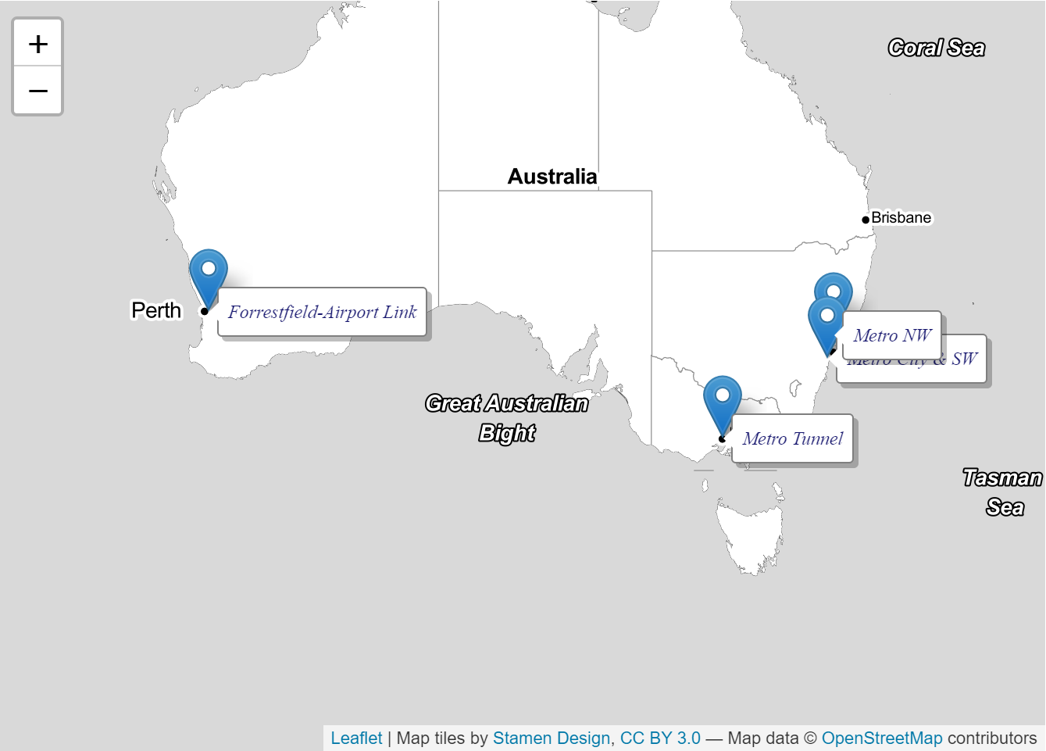 +
−
Coral Sea
Australia
Brisbane
Perth
Forrestfield-Airport Link
Metro NW
Metro City & SW
Great Australian
Bight
Metro Tunnel
Tasman
Sea
Leaflet | Map tiles by Stamen Design, CC BY 3.0 — Map data © OpenStreetMap contributors